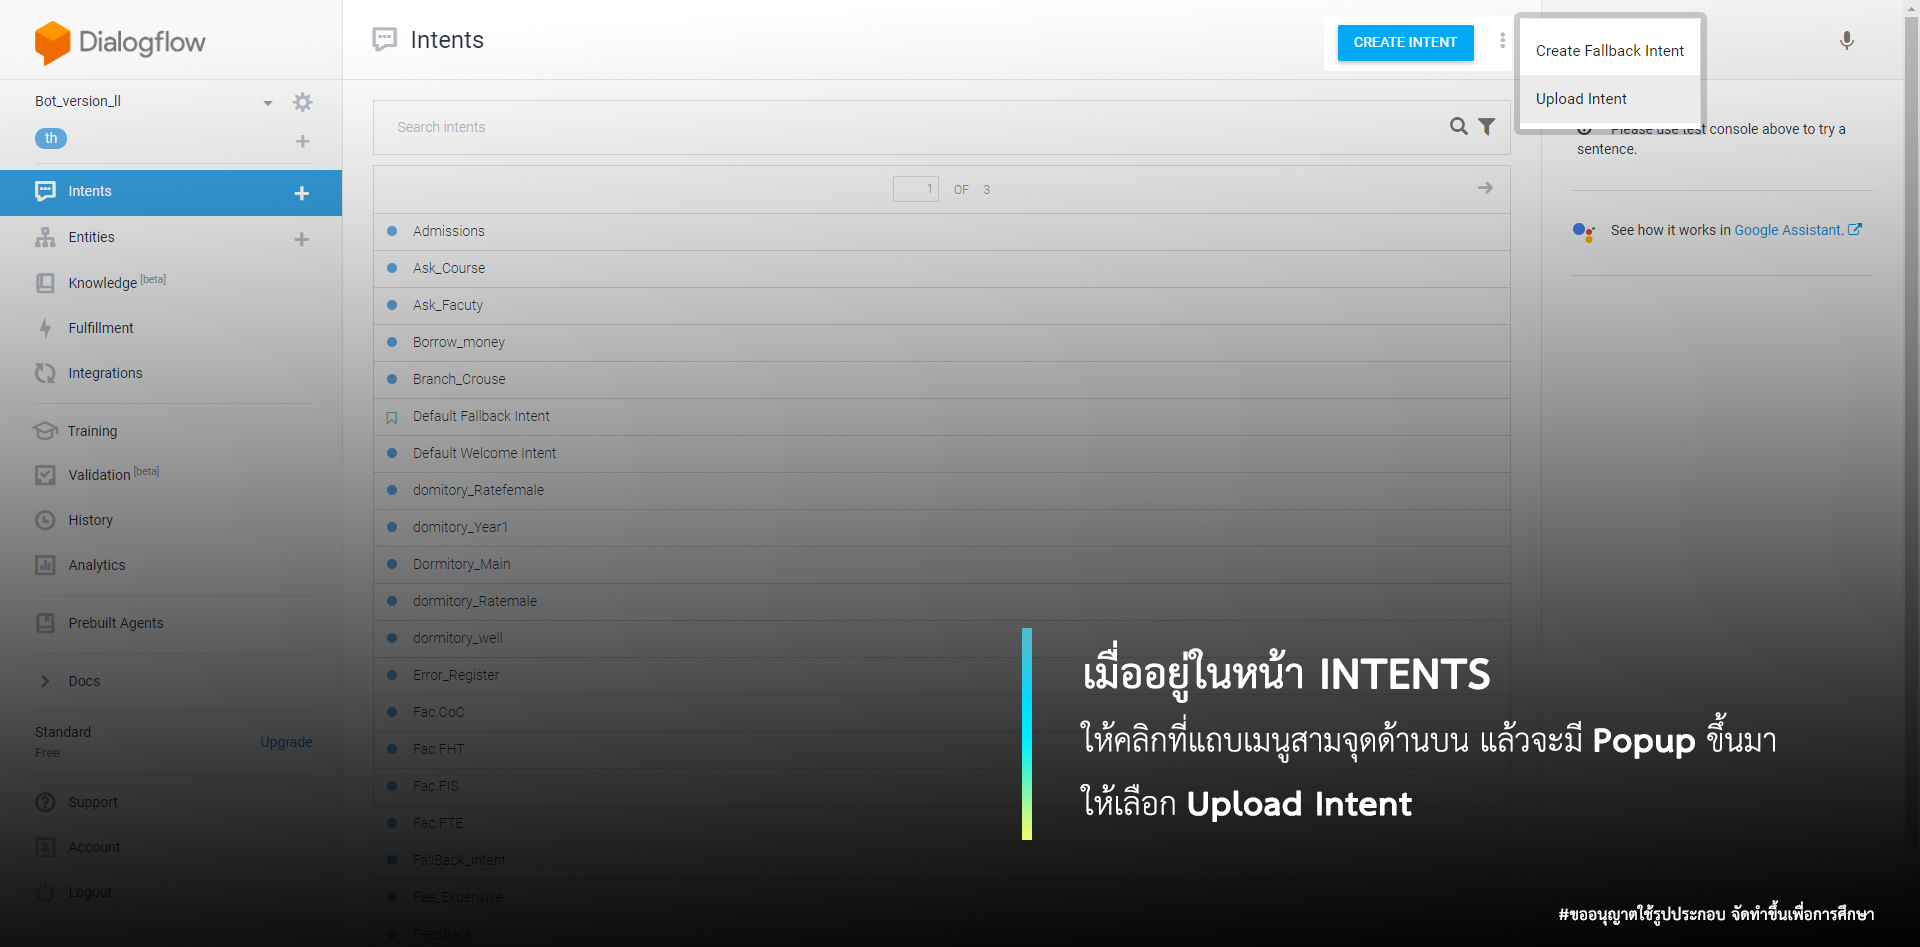 Dialogflow
Intents
CREATE INTENT
Create Fallback Intent
Upload Intent
Bot_version_ll
th
Intents
Entities
Knowledge [beta]
Fulfillment
Integrations
Training
Validation [beta]
History
Analytics
Prebuilt Agents
Docs
Standard
Free
Upgrade
Support
Account
Logout
Search intents
1 OF 3
Admissions
Ask_Course
Ask_Facuty
Borrow_money
Branch_Crouse
Default Fallback Intent
Default Welcome Intent
domitory_Ratefemale
domitory_Year1
Dormitory_Main
dormitory_Ratemale
dormitory_well
Error_Register
Fac.CoC
Fac.FHT
Fac.FIS
Fac.FTE
FallBack_Intent
Fee_Expensive
FeedBack
Please use test console above to try a
sentence.
See how it works in Google Assistant.
เมื่ออยู่ในหน้า INTENTS
ให้คลิกที่แถบเมนูสามจุดด้านบน แล้วจะมี Popup ขึ้นมา
ให้เลือก Upload Intent
#ขออนุญาตใช้รูปประกอบ จัดทำขึ้นเพื่อการศึกษา